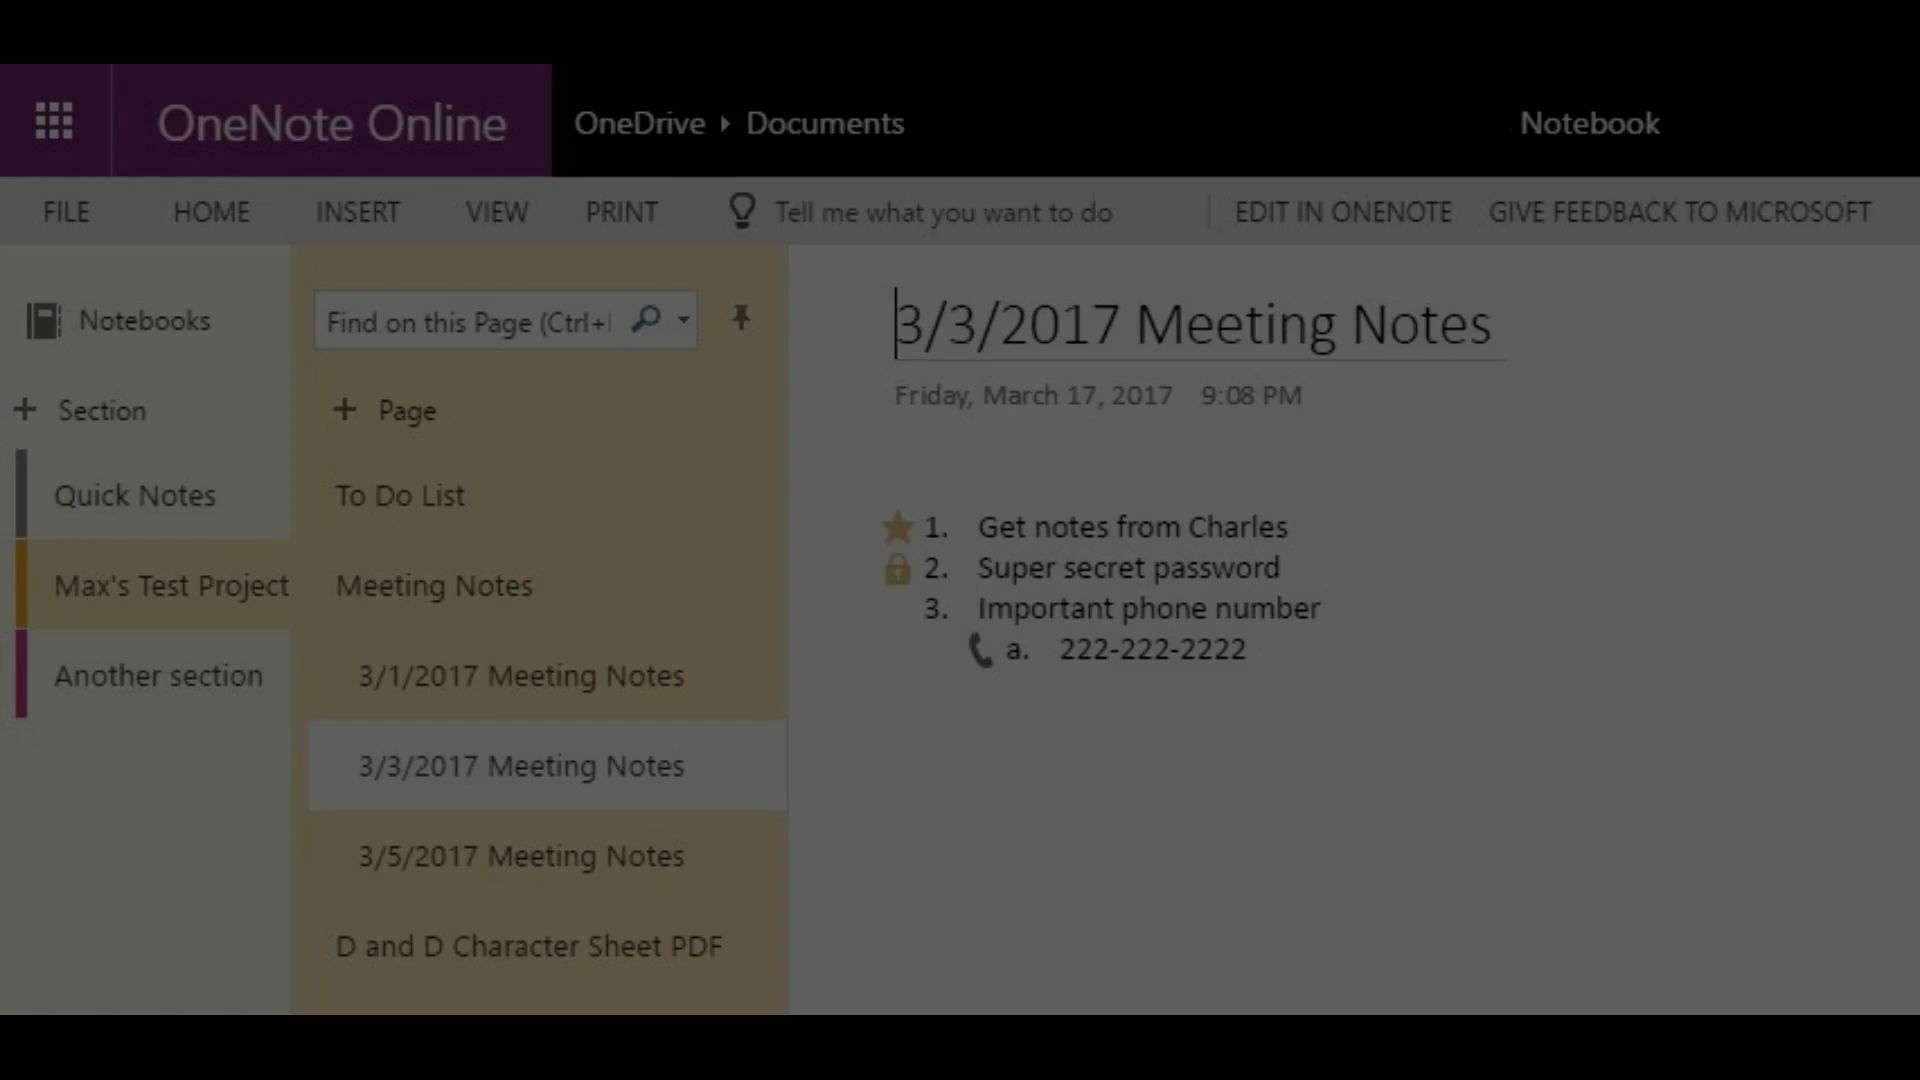 OneNote Online
OneDrive ▸ Documents
Notebook
FILE HOME INSERT VIEW PRINT Tell me what you want to do EDIT IN ONENOTE GIVE FEEDBACK TO MICROSOFT
Notebooks
+ Section
Quick Notes
Max's Test Project
Another section
Find on this Page (Ctrl+
+ Page
To Do List
Meeting Notes
3/1/2017 Meeting Notes
3/3/2017 Meeting Notes
3/5/2017 Meeting Notes
D and D Character Sheet PDF
3/3/2017 Meeting Notes
Friday, March 17, 2017 9:08 PM
1. Get notes from Charles
2. Super secret password
3. Important phone number
a. 222-222-2222